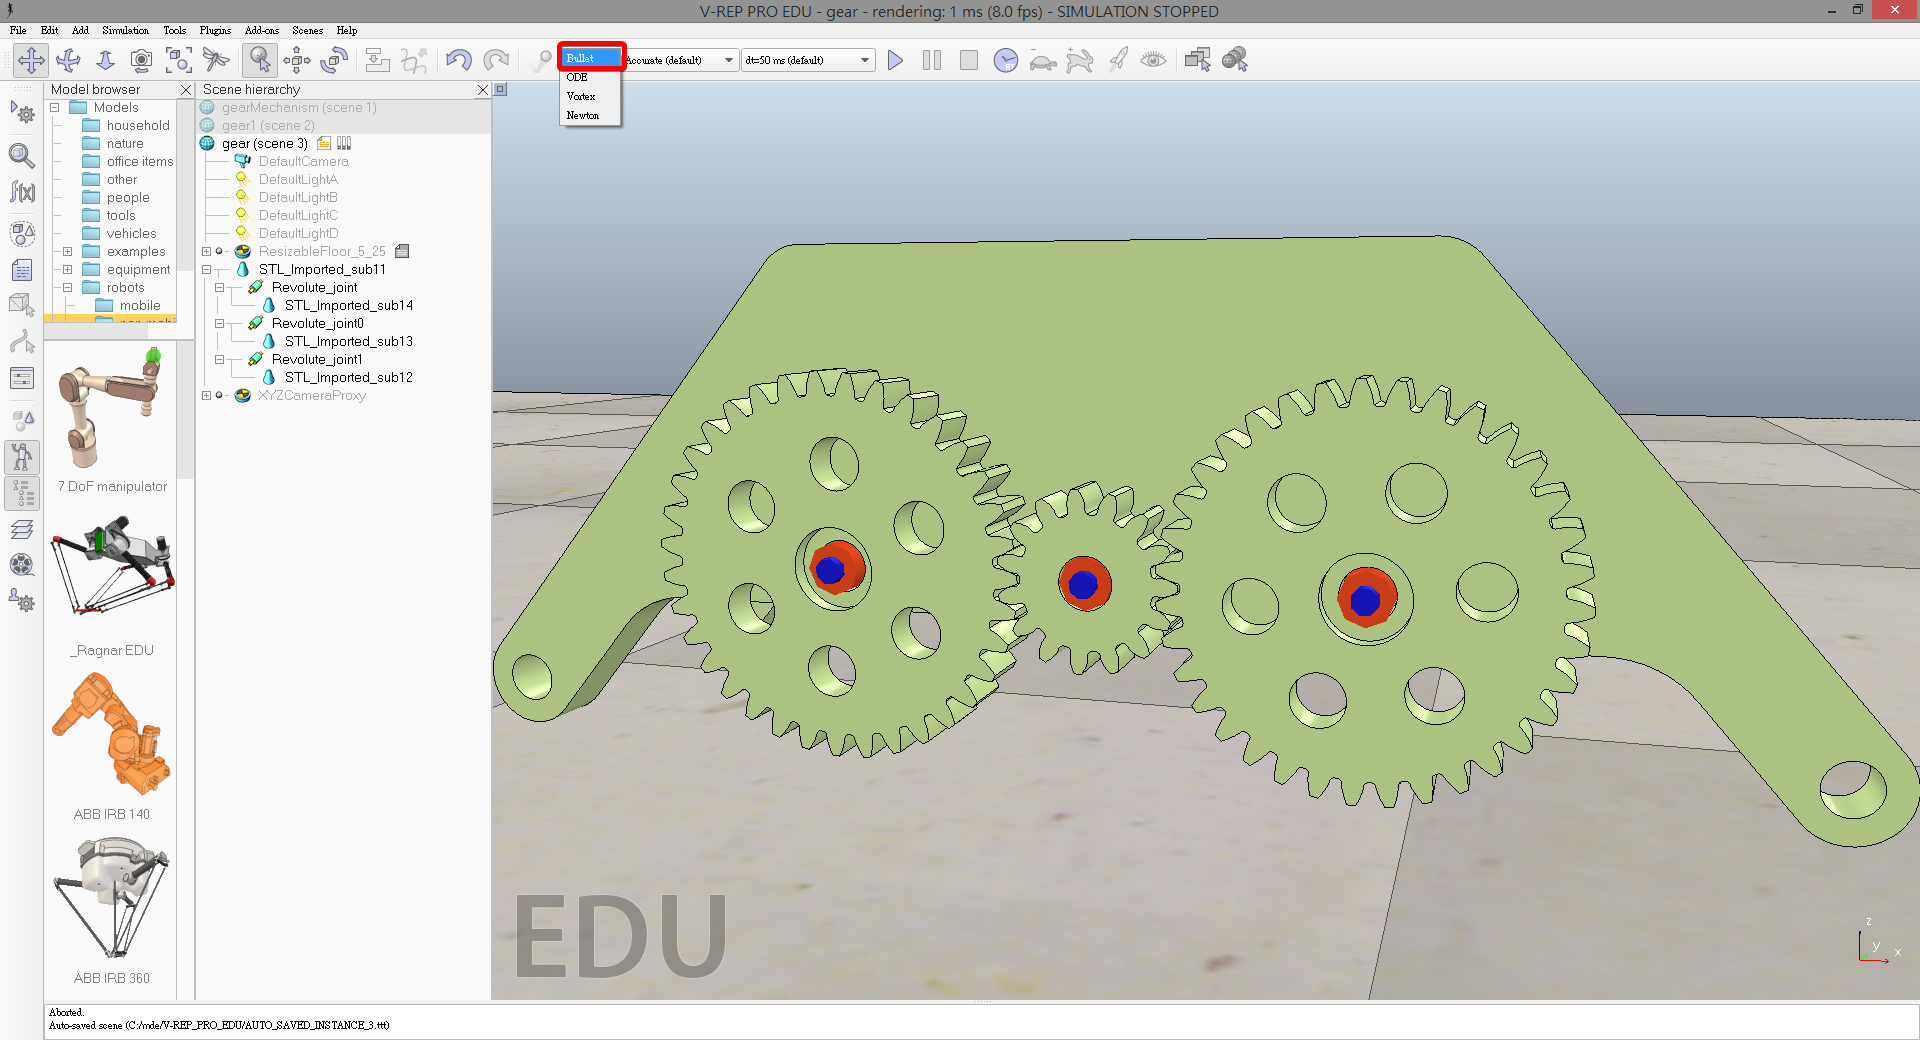 V-REP PRO EDU - gear - rendering: 1 ms (8.0 fps) - SIMULATION STOPPED
File Edit Add Simulation Tools Plugins Add-ons Scenes Help
Bullet
Accurate (default)
dt=50 ms (default)
ODE
Vortex
Newton
Model browser
Models
household
nature
office items
other
people
tools
vehicles
examples
equipment
robots
mobile
7 DoF manipulator
_Ragnar EDU
ABB IRB 140
ABB IRB 360
Scene hierarchy
gearMechanism (scene 1)
gear1 (scene 2)
gear (scene 3)
DefaultCamera
DefaultLightA
DefaultLightB
DefaultLightC
DefaultLightD
ResizableFloor_5_25
STL_Imported_sub11
Revolute_joint
STL_Imported_sub14
Revolute_joint0
STL_Imported_sub13
Revolute_joint1
STL_Imported_sub12
XYZCameraProxy
f(x)
EDU
z
y
x
Aborted.
Auto-saved scene (C:/mde/V-REP_PRO_EDU/AUTO_SAVED_INSTANCE_3.ttt)